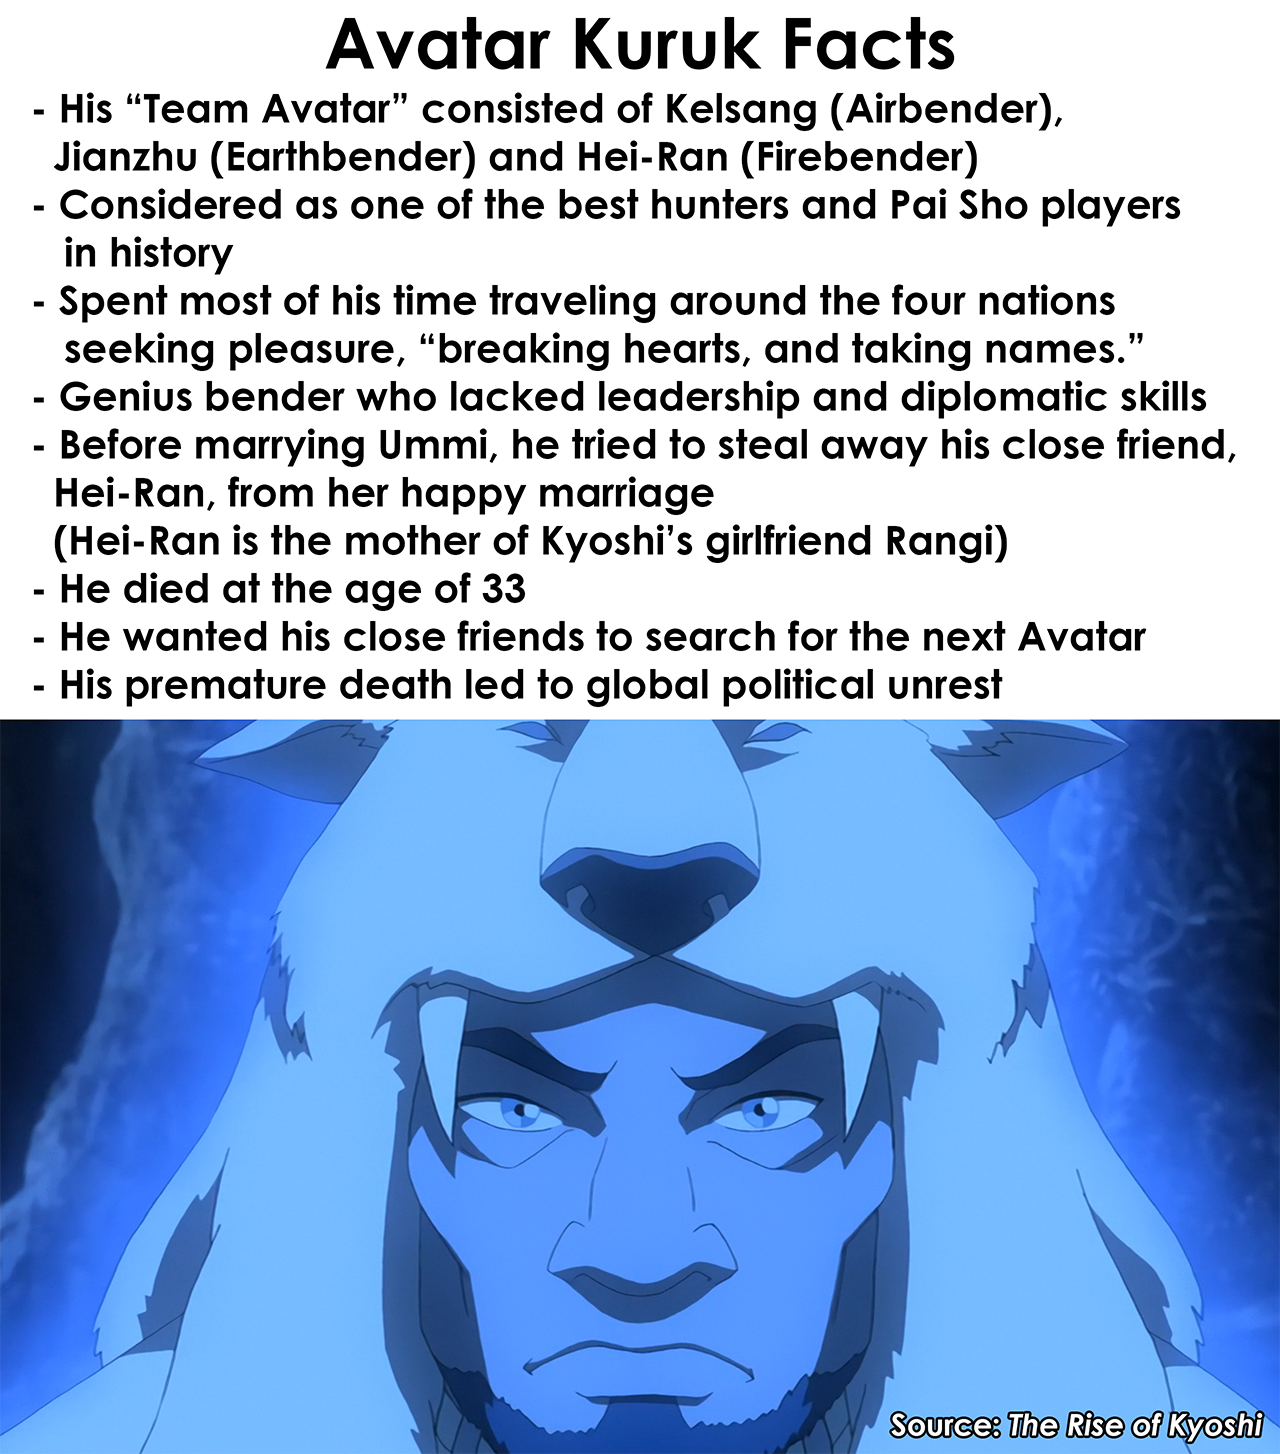 Avatar Kuruk Facts
- His “Team Avatar” consisted of Kelsang (Airbender),
Jianzhu (Earthbender) and Hei-Ran (Firebender)
- Considered as one of the best hunters and Pai Sho players
in history
- Spent most of his time traveling around the four nations
seeking pleasure, “breaking hearts, and taking names.”
- Genius bender who lacked leadership and diplomatic skills
- Before marrying Ummi, he tried to steal away his close friend,
Hei-Ran, from her happy marriage
(Hei-Ran is the mother of Kyoshi’s girlfriend Rangi)
- He died at the age of 33
- He wanted his close friends to search for the next Avatar
- His premature death led to global political unrest
Source: The Rise of Kyoshi